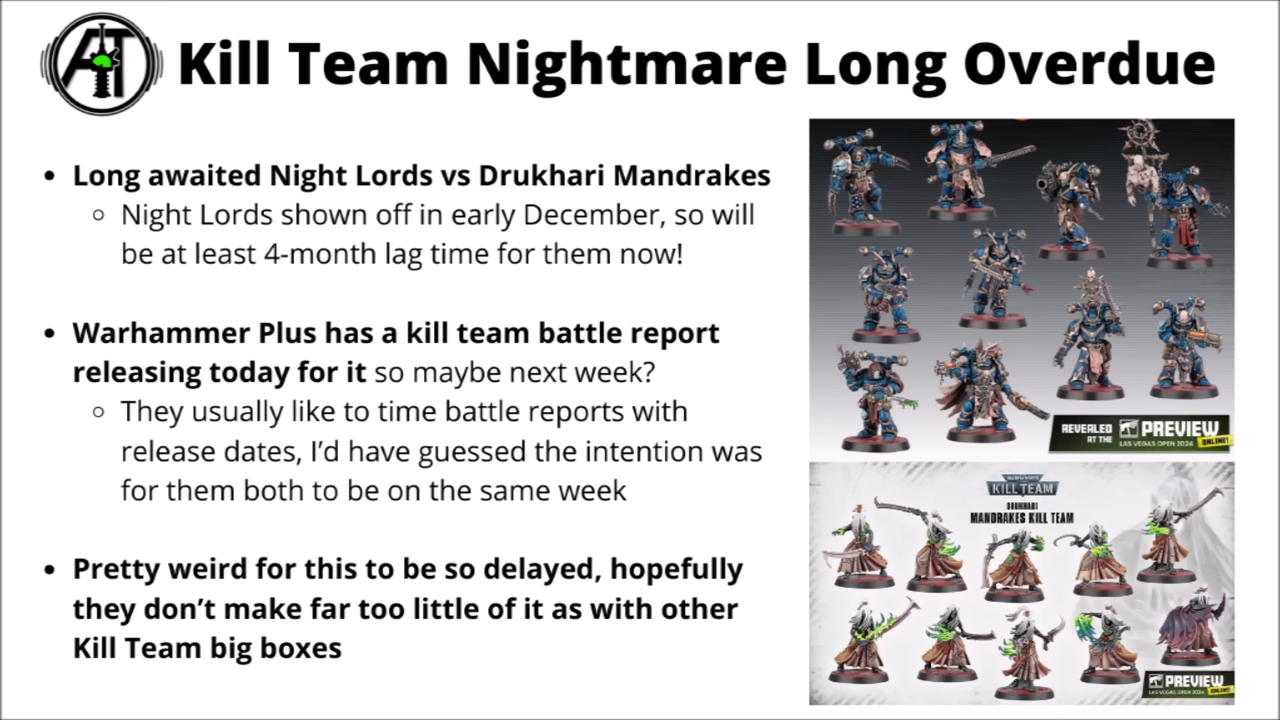 AT
Kill Team Nightmare Long Overdue
• Long awaited Night Lords vs Drukhari Mandrakes
○ Night Lords shown off in early December, so will
be at least 4-month lag time for them now!
• Warhammer Plus has a kill team battle report
releasing today for it so maybe next week?
○ They usually like to time battle reports with
release dates, I’d have guessed the intention was
for them both to be on the same week
• Pretty weird for this to be so delayed, hopefully
they don’t make far too little of it as with other
Kill Team big boxes
REVEALED
AT THE
PREVIEW
LAS VEGAS OPEN 2024 ONLINE!
KILL TEAM
DRUKHARI
MANDRAKES KILL TEAM
PREVIEW
LAS VEGAS OPEN 2024 ONLINE!